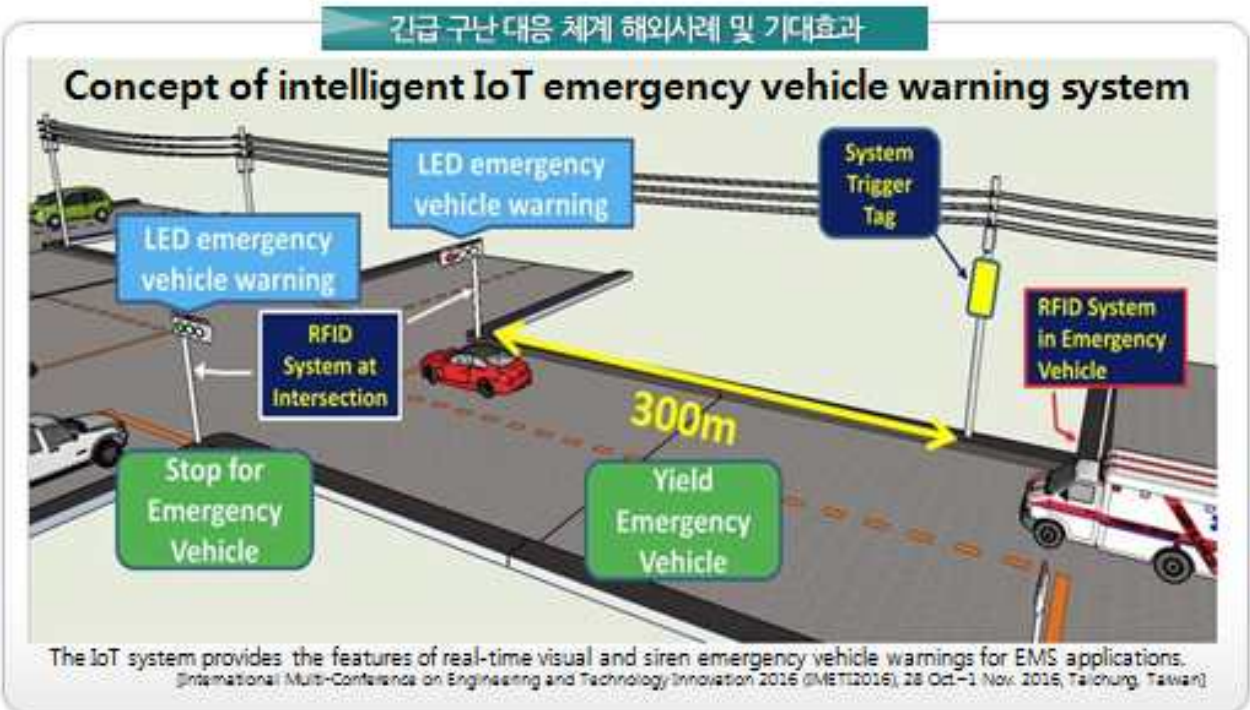 긴급 구난 대응 체계 해외사례 및 기대효과
Concept of intelligent IoT emergency vehicle warning system
LED emergency
vehicle warning
LED emergency
vehicle warning
System
Trigger
Tag
RFID
System at
Intersection
RFID System
in Emergency
Vehicle
300m
Stop for
Emergency
Vehicle
Yield
Emergency
Vehicle
The IoT system provides the features of real-time visual and siren emergency vehicle warnings for EMS applications.
[International Multi-Conference on Engineering and Technology Innovation 2016 (IMETI2016), 28 Oct.-1 Nov. 2016, Taichung, Taiwan]